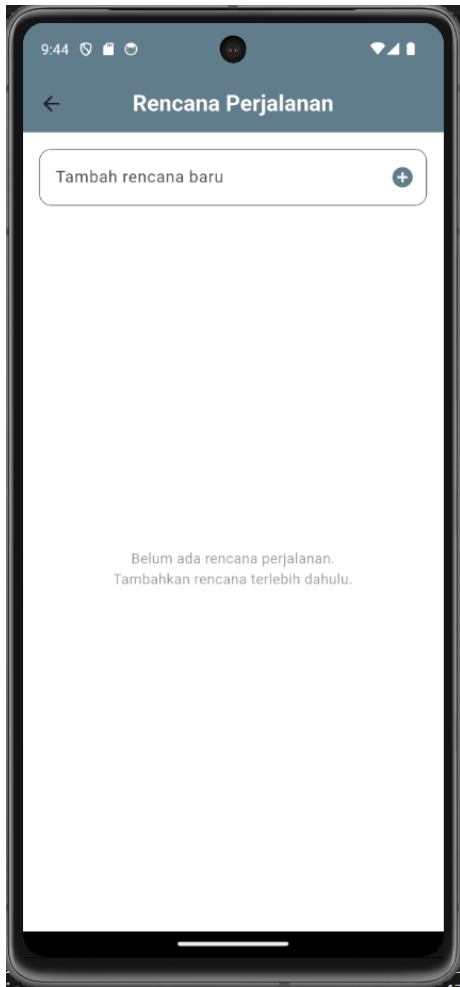 9:44
Rencana Perjalanan
Tambah rencana baru
Belum ada rencana perjalanan.
Tambahkan rencana terlebih dahulu.